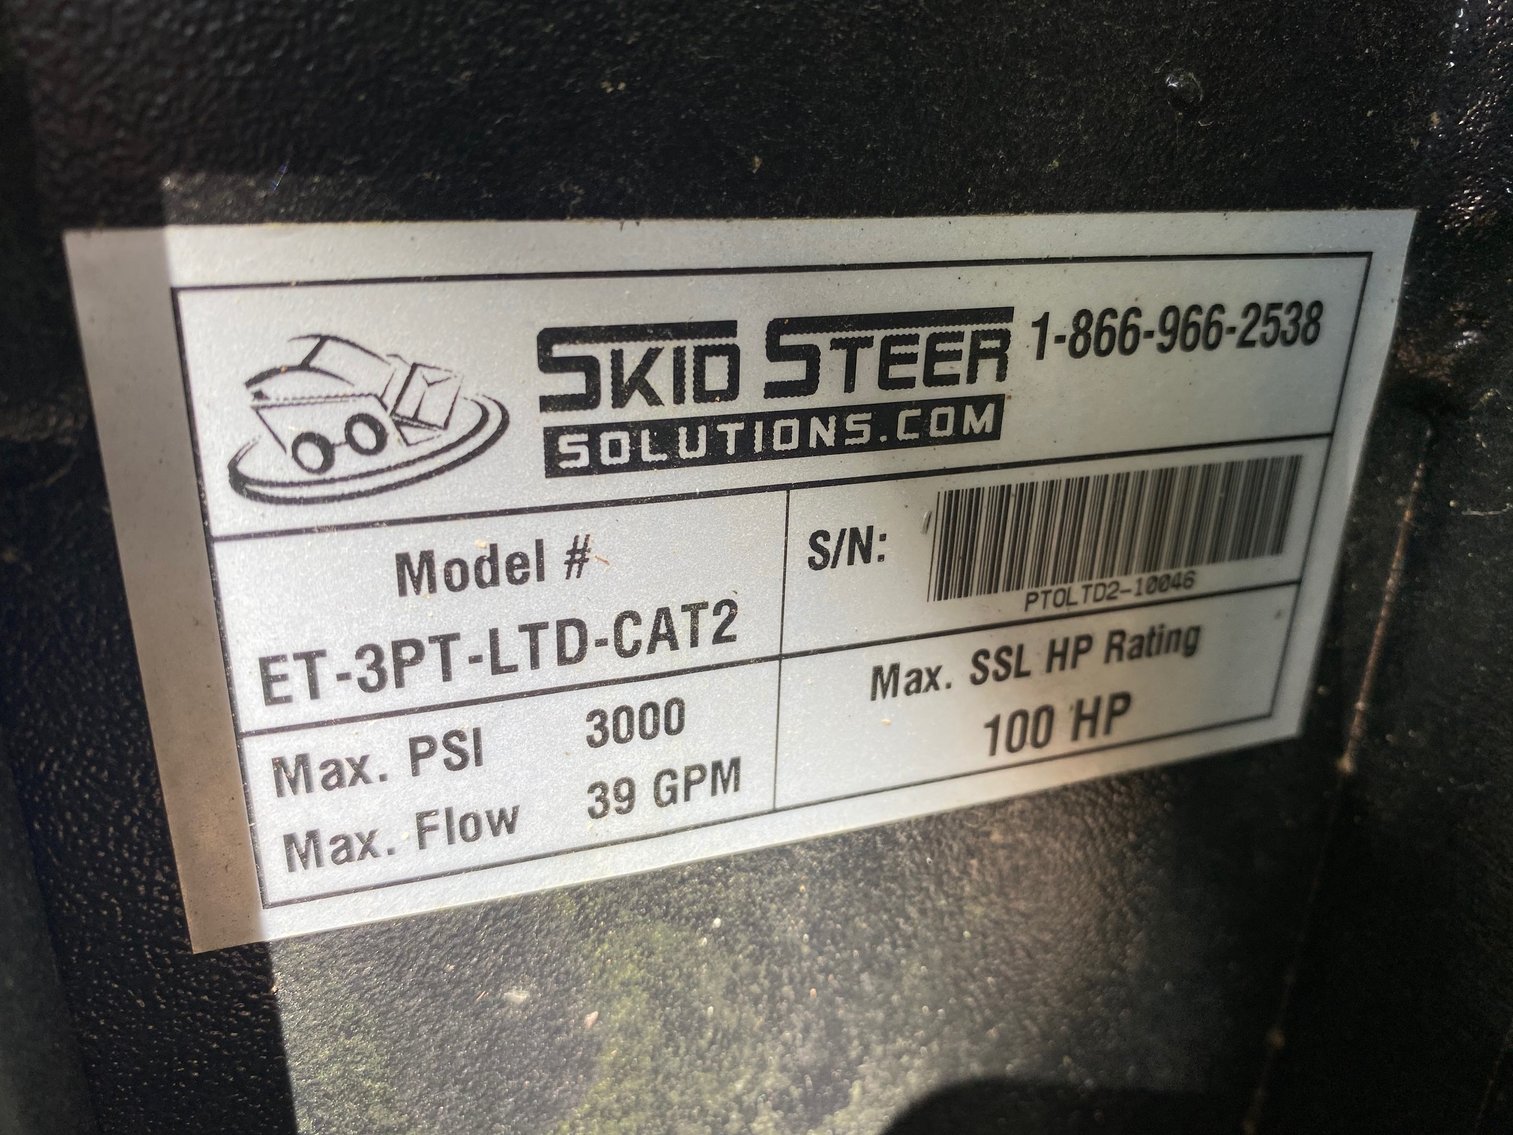 SKID STEER 1-866-966-2538
SOLUTIONS.COM
Model #
ET-3PT-LTD-CAT2
S/N:
PTOLTD2-10046
Max. PSI 3000
Max. Flow 39 GPM
Max. SSL HP Rating
100 HP